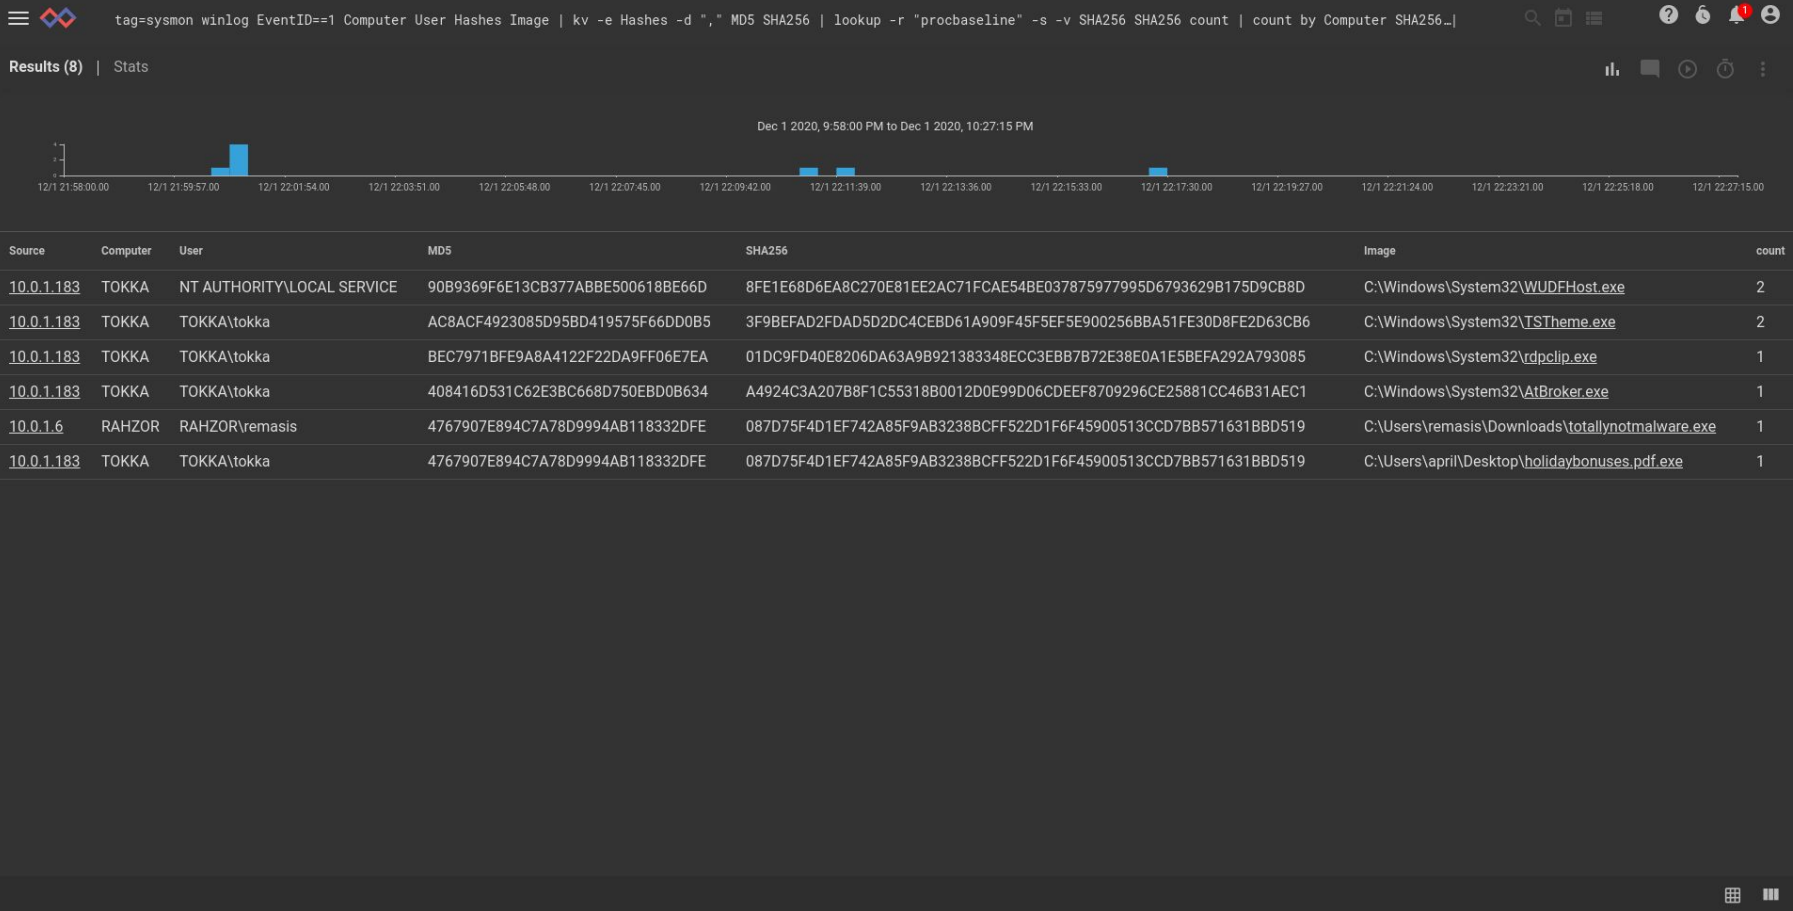 tag=sysmon winlog EventID==1 Computer User Hashes Image | kv -e Hashes -d "," MD5 SHA256 | lookup -r "procbaseline" -s -v SHA256 SHA256 count | count by Computer SHA256…|
1
Results (8) | Stats
Dec 1 2020, 9:58:00 PM to Dec 1 2020, 10:27:15 PM
4
2
0
12/1 21:58:00.00 12/1 21:59:57.00 12/1 22:01:54.00 12/1 22:03:51.00 12/1 22:05:48.00 12/1 22:07:45.00 12/1 22:09:42.00 12/1 22:11:39.00 12/1 22:13:36.00 12/1 22:15:33.00 12/1 22:17:30.00 12/1 22:19:27.00 12/1 22:21:24.00 12/1 22:23:21.00 12/1 22:25:18.00 12/1 22:27:15.00
Source Computer User MD5 SHA256 Image count
10.0.1.183 TOKKA NT AUTHORITY\LOCAL SERVICE 90B9369F6E13CB377ABBE500618BE66D 8FE1E68D6EA8C270E81EE2AC71FCAE54BE037875977995D6793629B175D9CB8D C:\Windows\System32\WUDFHost.exe 2
10.0.1.183 TOKKA TOKKA\tokka AC8ACF4923085D95BD419575F66DD0B5 3F9BEFAD2FDAD5D2DC4CEBD61A909F45F5EF5E900256BBA51FE30D8FE2D63CB6 C:\Windows\System32\TSTheme.exe 2
10.0.1.183 TOKKA TOKKA\tokka BEC7971BFE9A8A4122F22DA9FF06E7EA 01DC9FD40E8206DA63A9B921383348ECC3EBB7B72E38E0A1E5BEFA292A793085 C:\Windows\System32\rdpclip.exe 1
10.0.1.183 TOKKA TOKKA\tokka 408416D531C62E3BC668D750EBD0B634 A4924C3A207B8F1C55318B0012D0E99D06CDEEF8709296CE25881CC46B31AEC1 C:\Windows\System32\AtBroker.exe 1
10.0.1.6 RAHZOR RAHZOR\remasis 4767907E894C7A78D9994AB118332DFE 087D75F4D1EF742A85F9AB3238BCFF522D1F6F45900513CCD7BB571631BBD519 C:\Users\remasis\Downloads\totallynotmalware.exe 1
10.0.1.183 TOKKA TOKKA\tokka 4767907E894C7A78D9994AB118332DFE 087D75F4D1EF742A85F9AB3238BCFF522D1F6F45900513CCD7BB571631BBD519 C:\Users\april\Desktop\holidaybonuses.pdf.exe 1